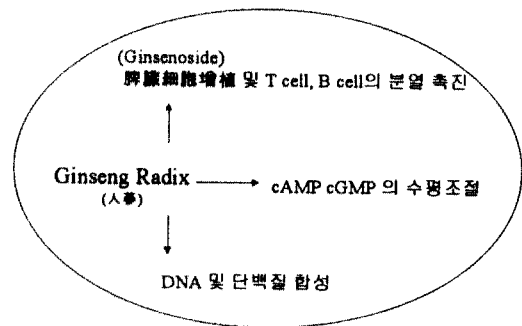 (Ginsenoside)
脾臟細胞增植 및 T cell, B cell의 분열 촉진
Ginseng Radix
(人蔘)
cAMP cGMP 의 수평조절
DNA 및 단백질 합성